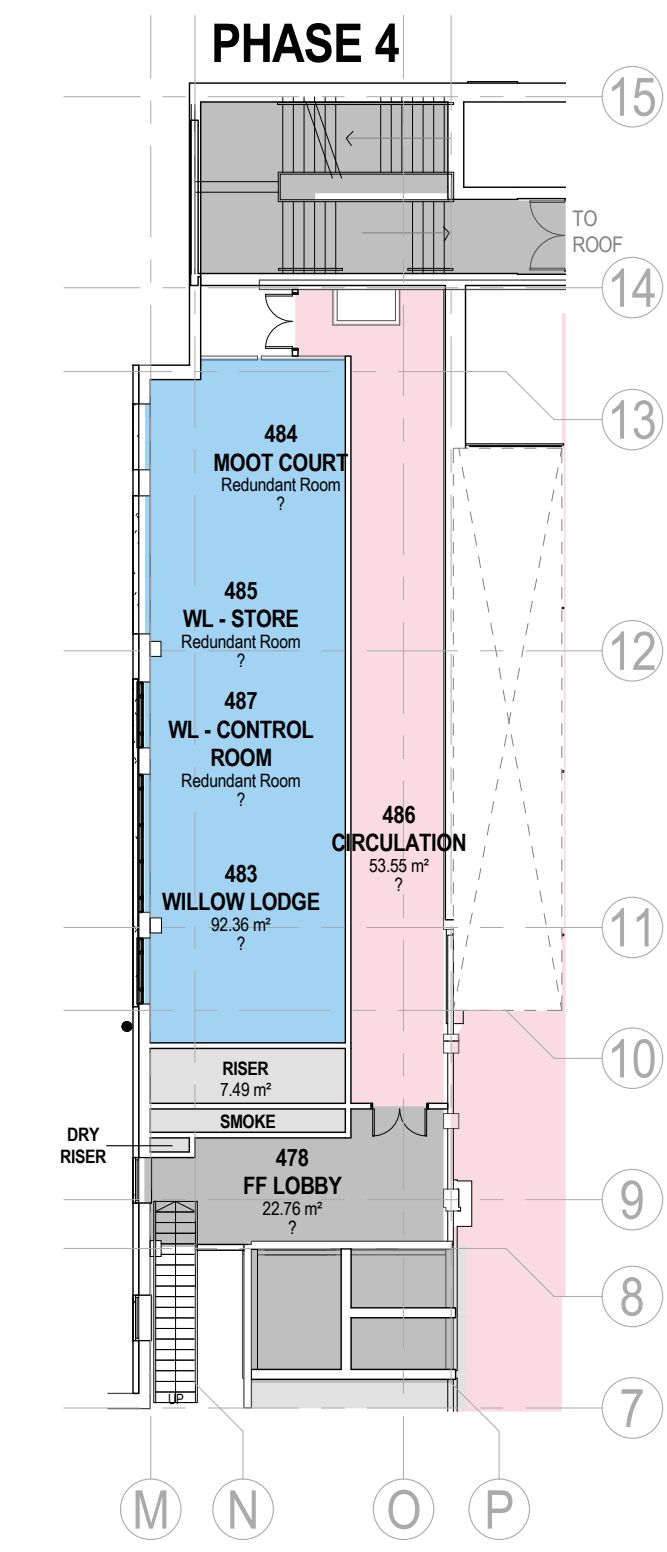 PHASE 4
15
TO
ROOF
14
13
484
MOOT COURT
Redundant Room
?
485
WL - STORE
Redundant Room
?
12
487
WL - CONTROL
ROOM
Redundant Room
?
486
CIRCULATION
53.55 m²
?
483
WILLOW LODGE
92.36 m²
?
11
10
RISER
7.49 m²
SMOKE
DRY
RISER
478
FF LOBBY
22.76 m²
?
9
8
UP
7
M
N
O
P